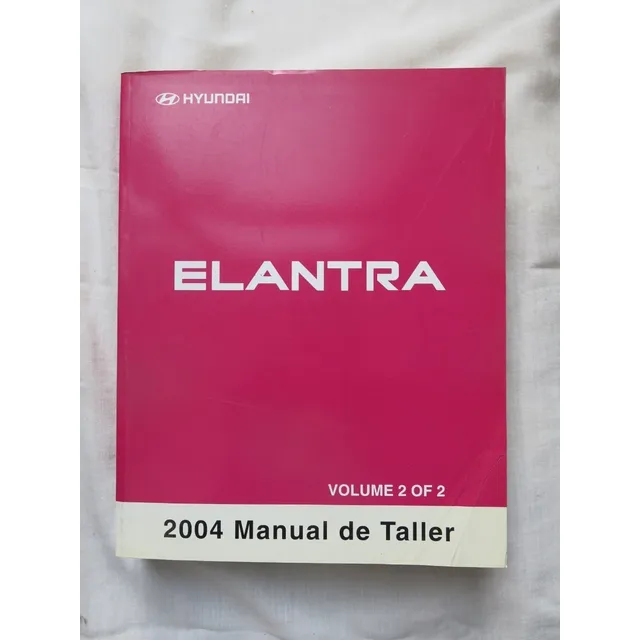 HYUNDAI
ELANTRA
VOLUME 2 OF 2
2004 Manual de Taller